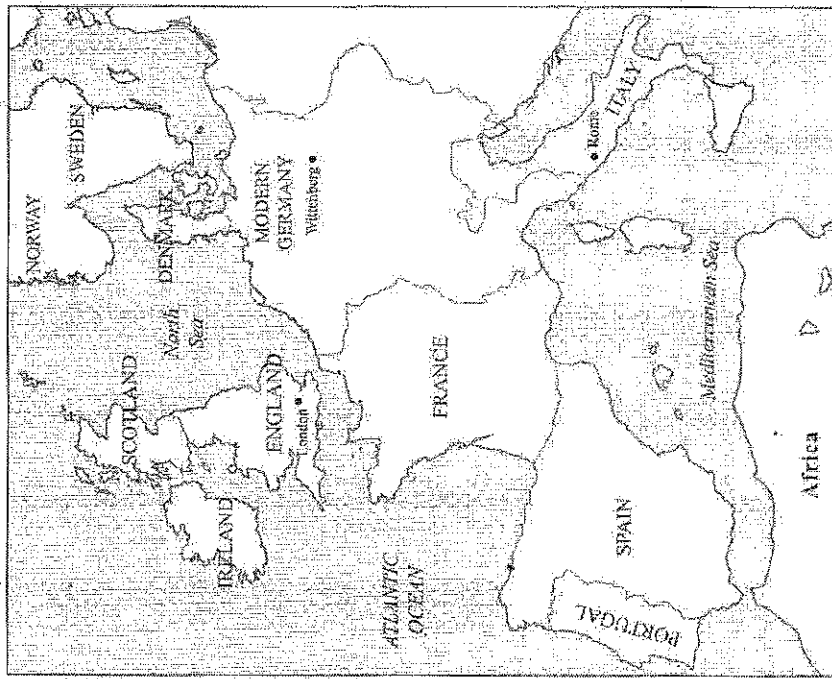 NORWAY
SWEDEN
SCOTLAND
North
Sea
DENMARK
IRELAND
ENGLAND
London
MODERN
GERMANY
Wittenburg
ATLANTIC
OCEAN
FRANCE
SPAIN
PORTUGAL
Rome
ITALY
Mediterranean Sea
Africa